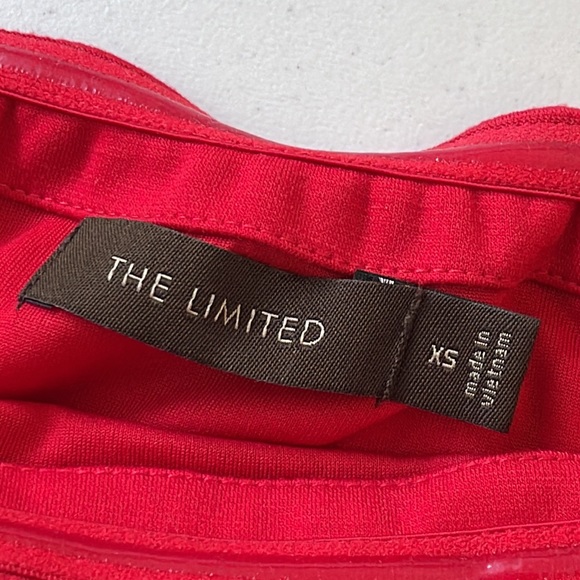 THE LIMITED
XS
made in
vietnam